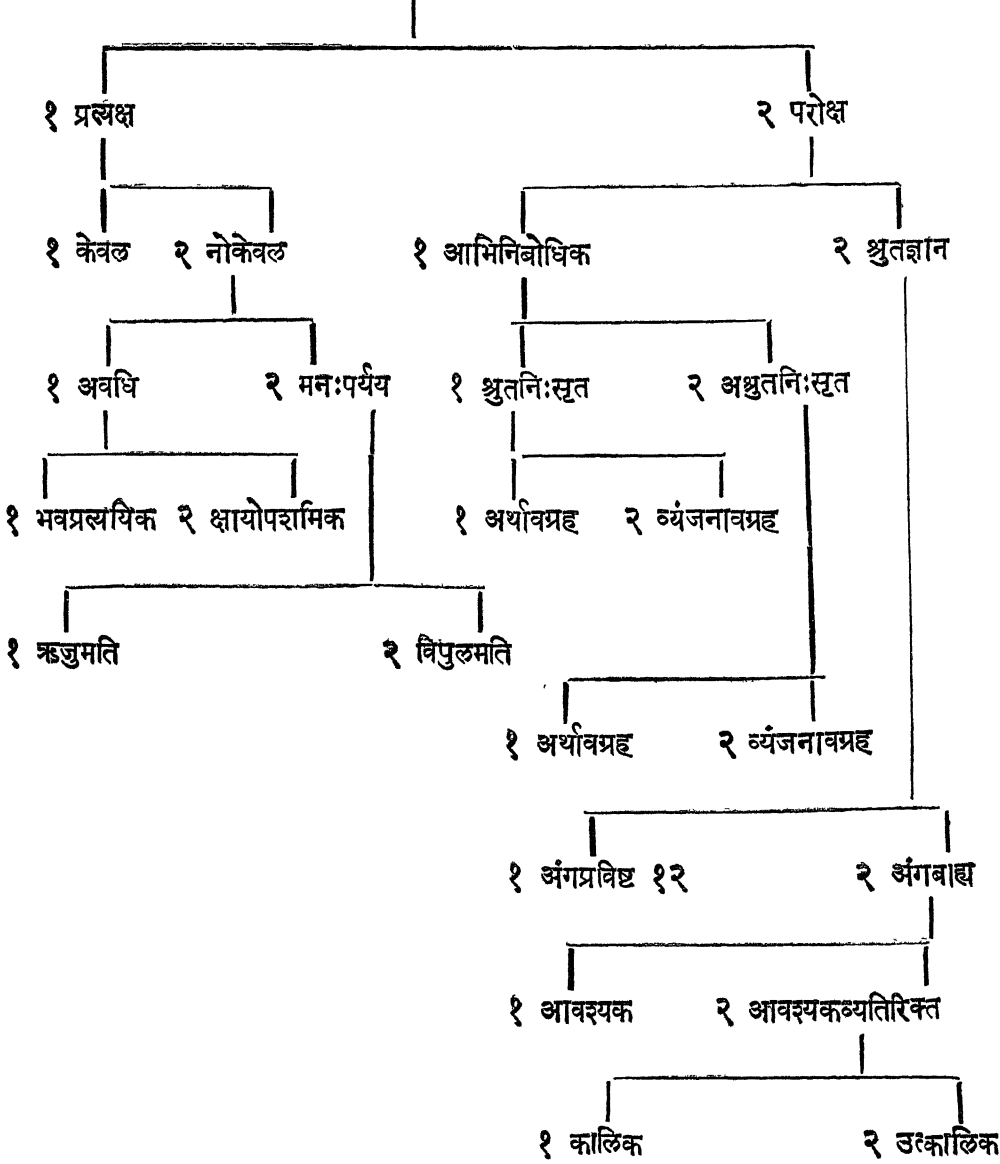 १ प्रत्यक्ष २ परोक्ष
१ केवल २ नोकेवल १ आभिनिबोधिक २ श्रुतज्ञान
१ अवधि २ मनःपर्यय १ श्रुतनिःसृत २ अश्रुतनिःसृत
१ भवप्रत्ययिक २ क्षायोपशमिक १ अर्थावग्रह २ व्यंजनावग्रह
१ ऋजुमति २ विपुलमति
१ अर्थावग्रह २ व्यंजनावग्रह
१ अंगप्रविष्ट १२ २ अंगबाह्य
१ आवश्यक २ आवश्यकव्यतिरिक्त
१ कालिक २ उत्कालिक